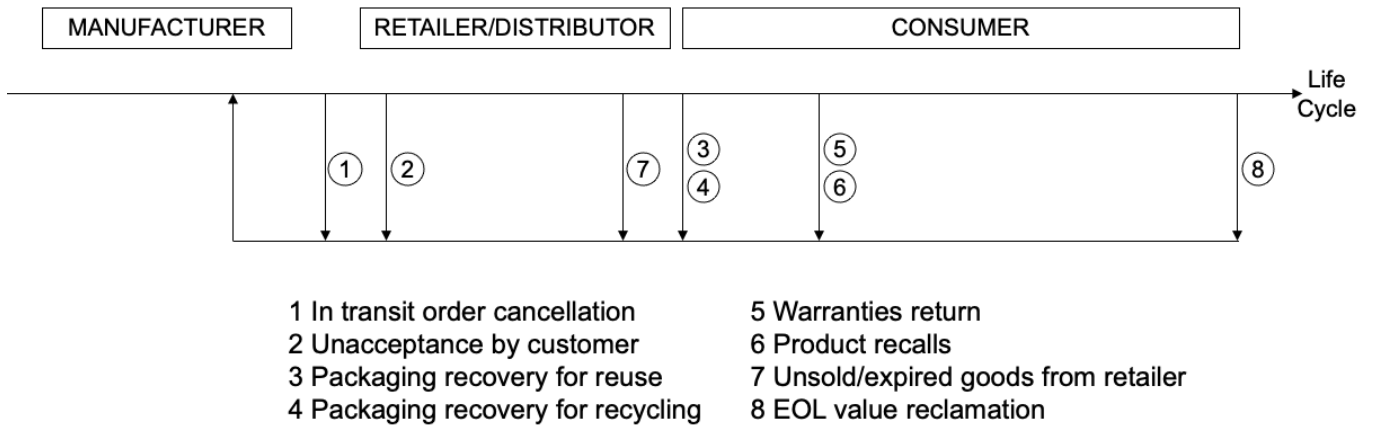 MANUFACTURER
RETAILER/DISTRIBUTOR
CONSUMER
Life
Cycle
1
2
7
3
4
5
6
8
1 In transit order cancellation
2 Unacceptance by customer
3 Packaging recovery for reuse
4 Packaging recovery for recycling
5 Warranties return
6 Product recalls
7 Unsold/expired goods from retailer
8 EOL value reclamation